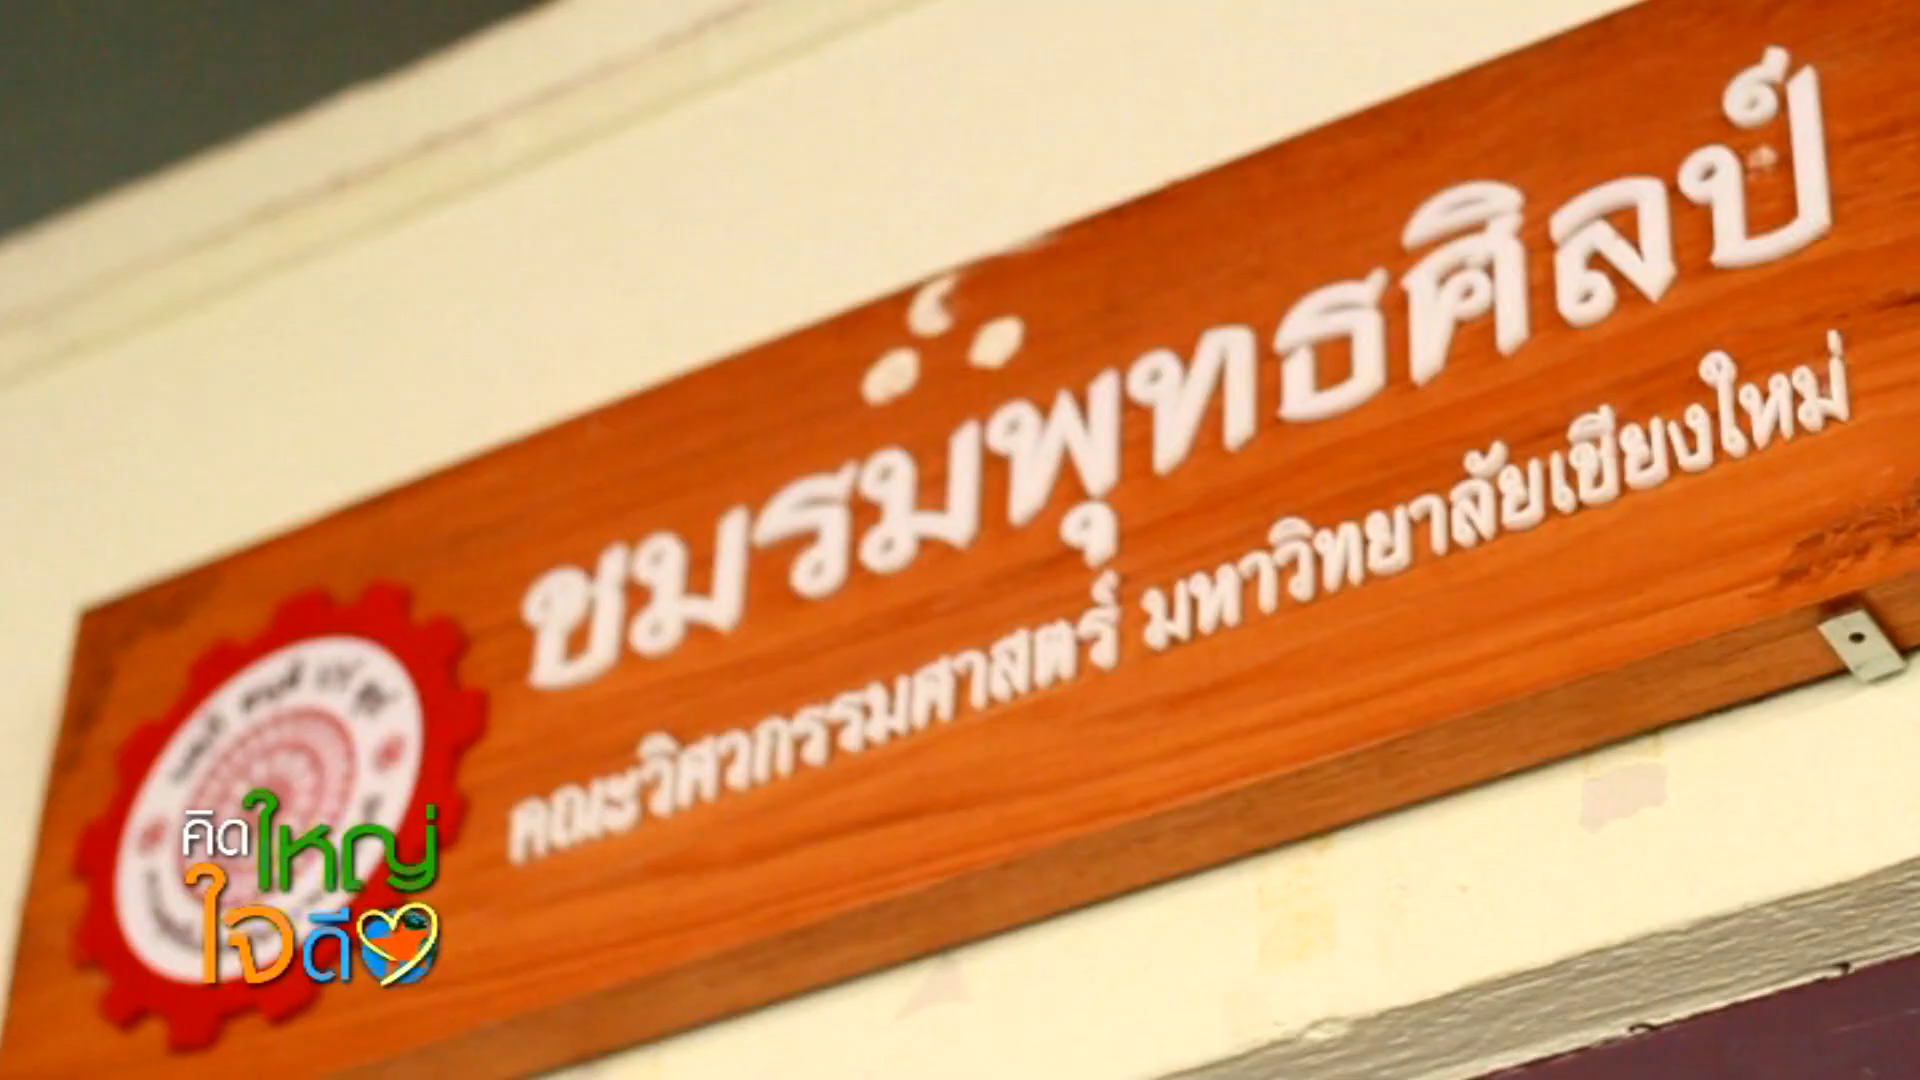 ชมรมพุทธศิลป์
คณะวิศวกรรมศาสตร์ มหาวิทยาลัยเชียงใหม่
คิดใหญ่
ใจดี